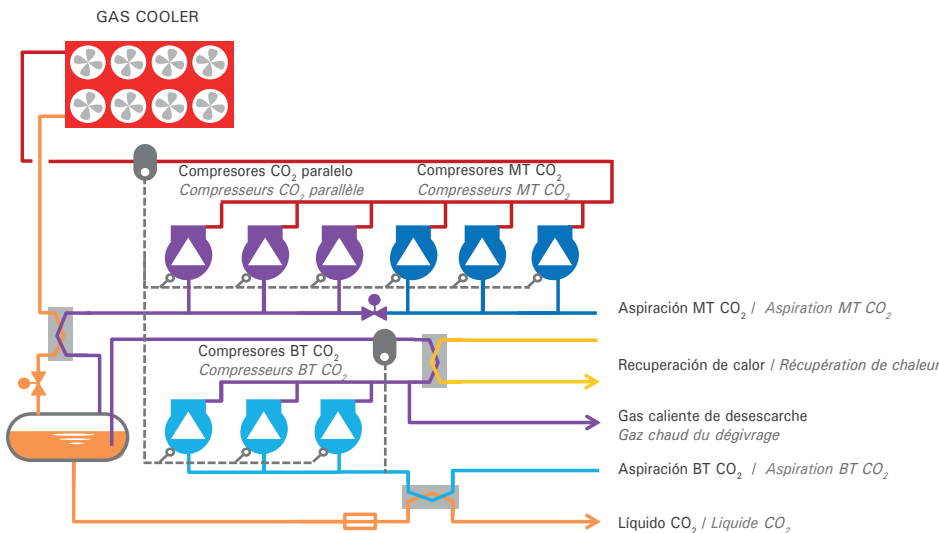 GAS COOLER
Compresores CO₂ paralelo
Compresseurs CO₂ parallèle
Compresores MT CO₂
Compresseurs MT CO₂
Aspiración MT CO₂ / Aspiration MT CO₂
Compresores BT CO₂
Compresseurs BT CO₂
Recuperación de calor / Récupération de chaleur
Gas caliente de desescarche
Gaz chaud du dégivrage
Aspiración BT CO₂ / Aspiration BT CO₂
Líquido CO₂ / Liquide CO₂